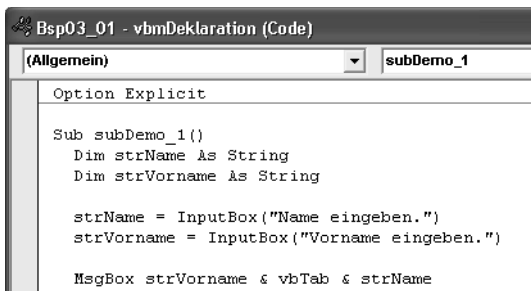 Bsp03_01 - vbmDeklaration (Code)
(Allgemein) subDemo_1
Option Explicit
Sub subDemo_1()
Dim strName As String
Dim strVorname As String
strName = InputBox("Name eingeben.")
strVorname = InputBox("Vorname eingeben.")
MsgBox strVorname & vbTab & strName